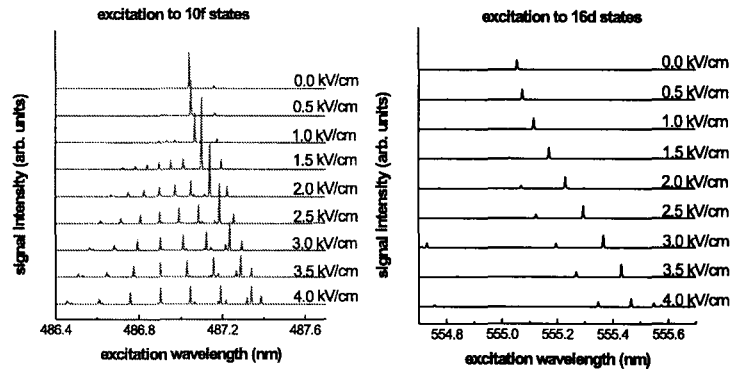 excitation to 10f states
signal intensity (arb. units)
0.0 kV/cm
0.5 kV/cm
1.0 kV/cm
1.5 kV/cm
2.0 kV/cm
2.5 kV/cm
3.0 kV/cm
3.5 kV/cm
4.0 kV/cm
486.4 486.8 487.2 487.6
excitation wavelength (nm)
excitation to 16d states
signal intensity (arb. units)
0.0 kV/cm
0.5 kV/cm
1.0 kV/cm
1.5 kV/cm
2.0 kV/cm
2.5 kV/cm
3.0 kV/cm
3.5 kV/cm
4.0 kV/cm
554.8 555.0 555.2 555.4 555.6
excitation wavelength (nm)